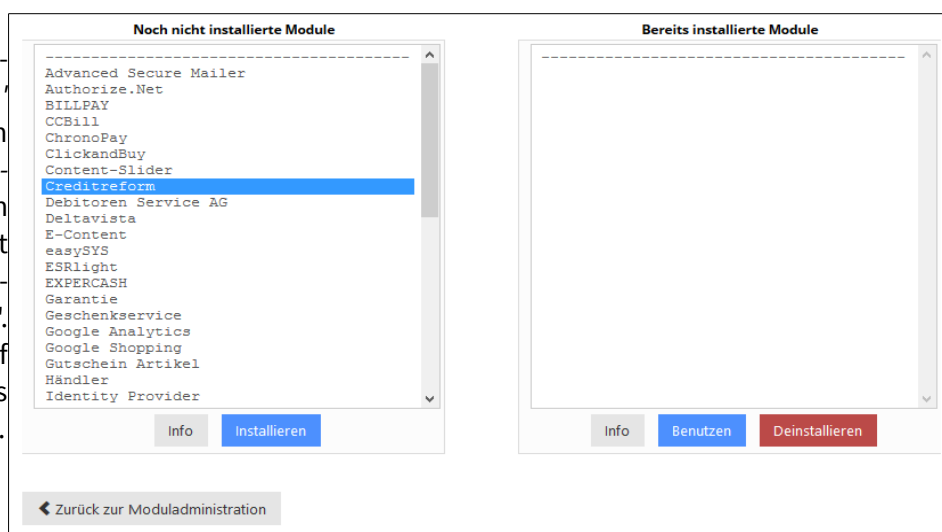 Noch nicht installierte Module
----------------------------------------
Advanced Secure Mailer
Authorize.Net
BILLPAY
CCBill
ChronoPay
ClickandBuy
Content-Slider
Creditreform
Debitoren Service AG
Deltavista
E-Content
easySYS
ESRlight
EXPERCASH
Garantie
Geschenkservice
Google Analytics
Google Shopping
Gutschein Artikel
Händler
Identity Provider
Info
Installieren
Bereits installierte Module
----------------------------------------
Info
Benutzen
Deinstallieren
Zurück zur Moduladministration